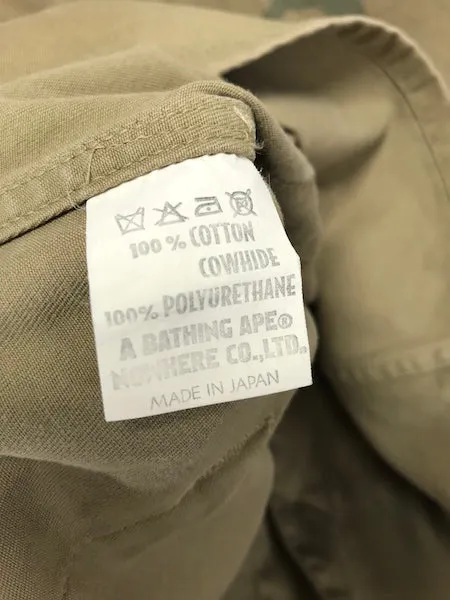 100% COTTON
COWHIDE
100% POLYURETHANE
A BATHING APE®
NOWHERE CO.,LTD.
MADE IN JAPAN